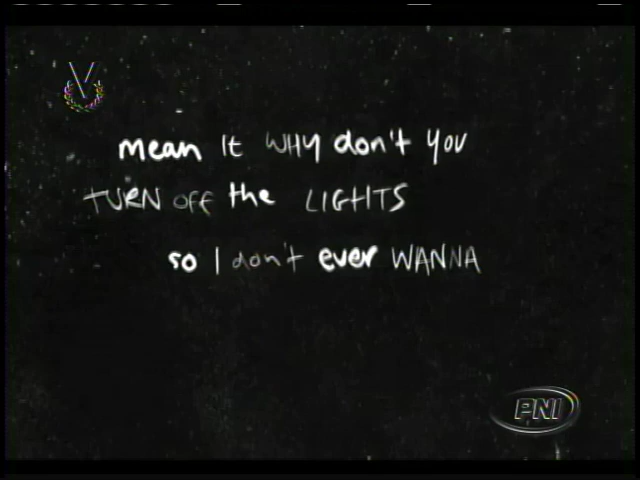 V
mean it WHY don't you
TURN OFF the LIGHTS
so I don't ever WANNA
PNI